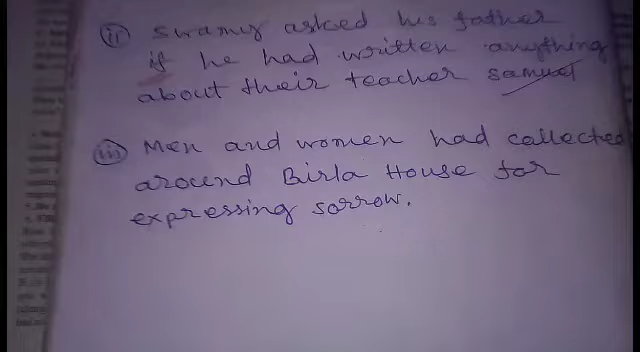 (ii) Swamy asked his father
if he had written anything
about their teacher Samuel
(iii) Men and women had collected
around Birla House for
expressing sorrow.